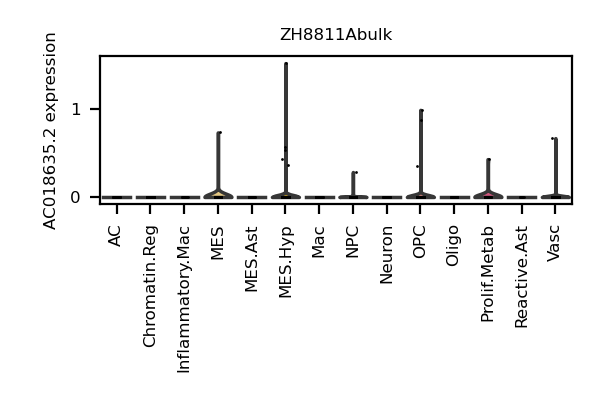 ZH8811Abulk
AC018635.2 expression
1
0
AC
Chromatin.Reg
Inflammatory.Mac
MES
MES.Ast
MES.Hyp
Mac
NPC
Neuron
OPC
Oligo
Prolif.Metab
Reactive.Ast
Vasc